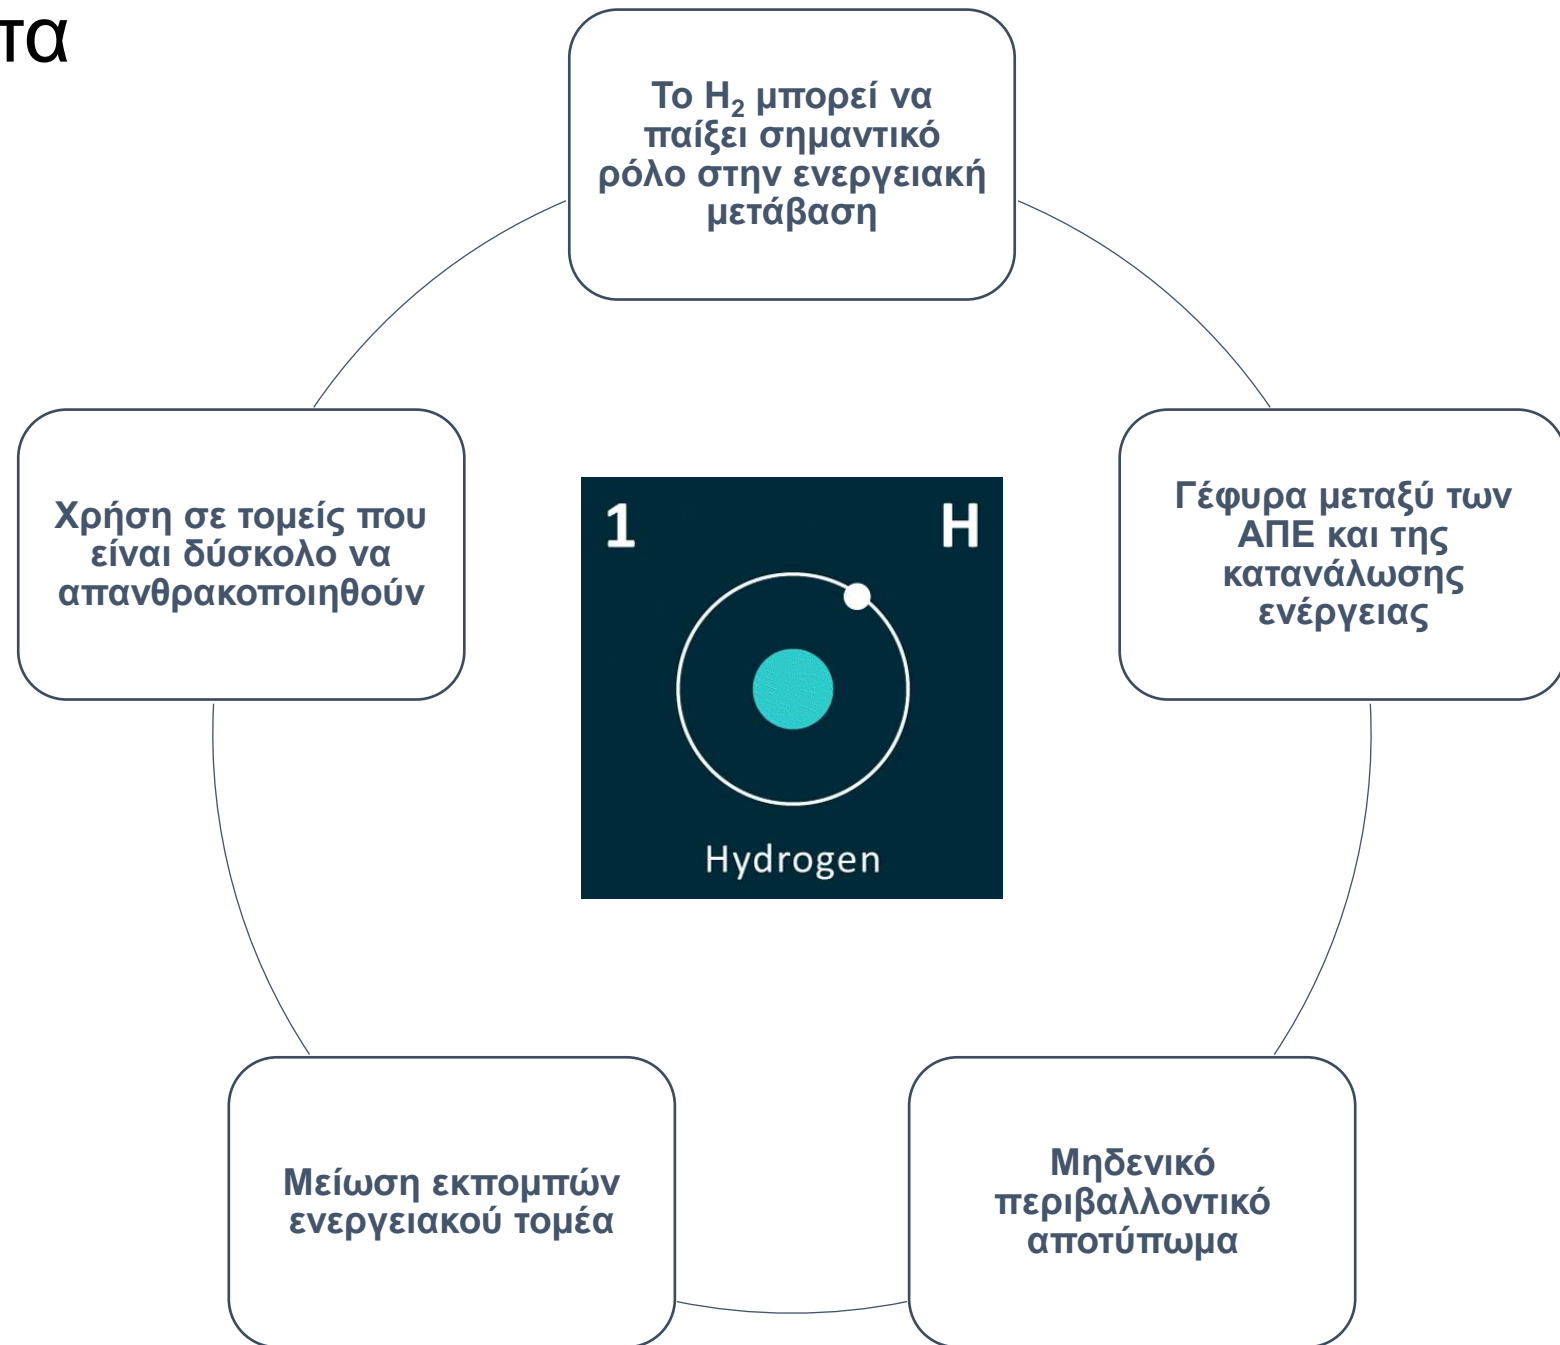 τα
Το H₂ μπορεί να
παίξει σημαντικό
ρόλο στην ενεργειακή
μετάβαση
Χρήση σε τομείς που
είναι δύσκολο να
απανθρακοποιηθούν
Γέφυρα μεταξύ των
ΑΠΕ και της
κατανάλωσης
ενέργειας
1 H
Hydrogen
Μείωση εκπομπών
ενεργειακού τομέα
Μηδενικό
περιβαλλοντικό
αποτύπωμα